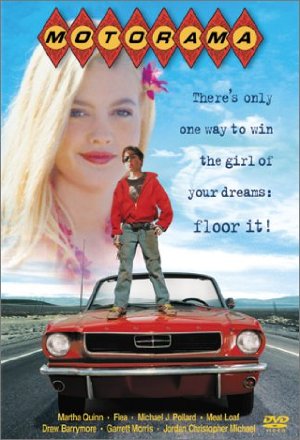 MOTORAMA
There's only
one way to win
the girl of
your dreams:
floor it!
Martha Quinn · Flea · Michael J. Pollard · Meat Loaf
Drew Barrymore · Garrett Morris · Jordan Christopher Michael
DVD
VIDEO